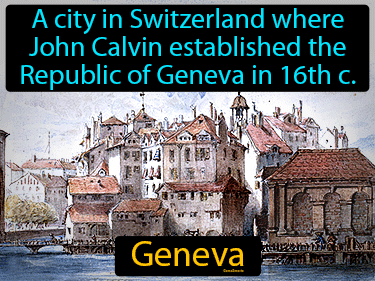 A city in Switzerland where
John Calvin established the
Republic of Geneva in 16th c.
Geneva